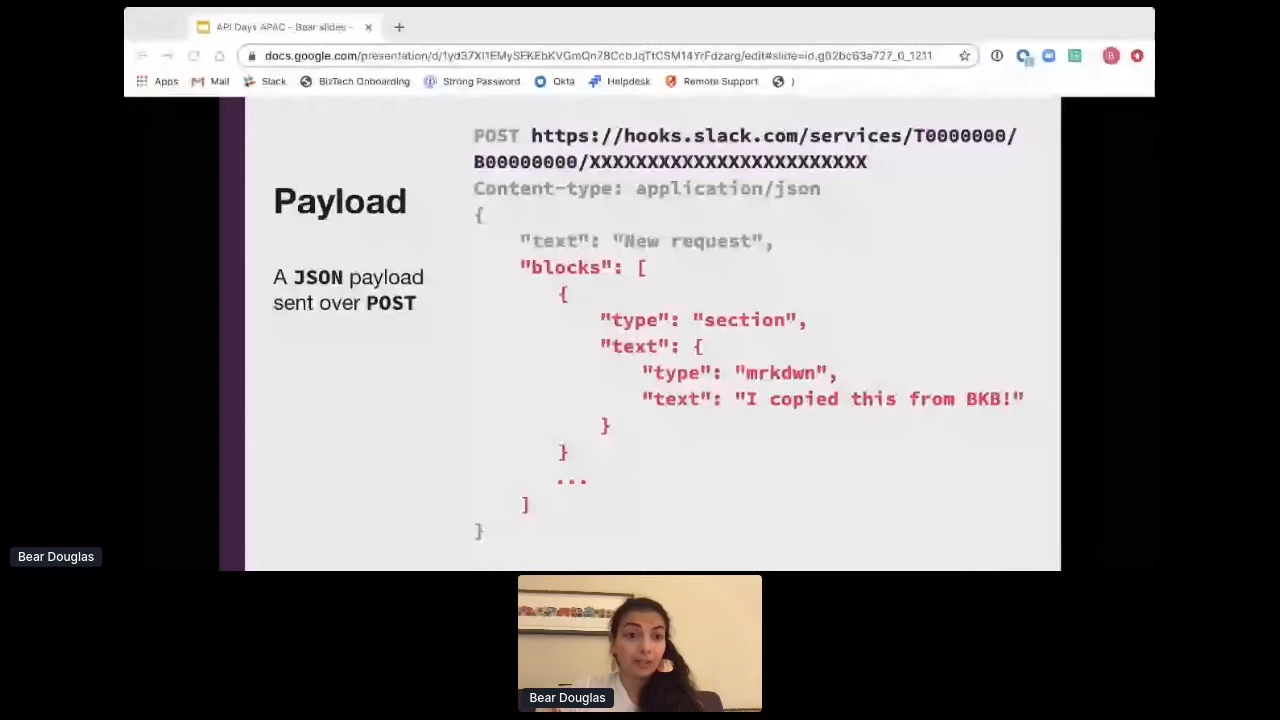 API Days APAC - Bear slides -
Apps
Mail
Slack
BizTech Onboarding
Strong Password
Okta
Helpdesk
Remote Support
)
POST https://hooks.slack.com/services/T0000000/
B00000000/XXXXXXXXXXXXXXXXXXXXXXXX
Content-type: application/json
{
"text": "New request",
"blocks": [
{
"type": "section",
"text": {
"type": "mrkdwn",
"text": "I copied this from BKB!"
}
}
...
]
}
Payload
A JSON payload
sent over POST
Bear Douglas
Bear Douglas